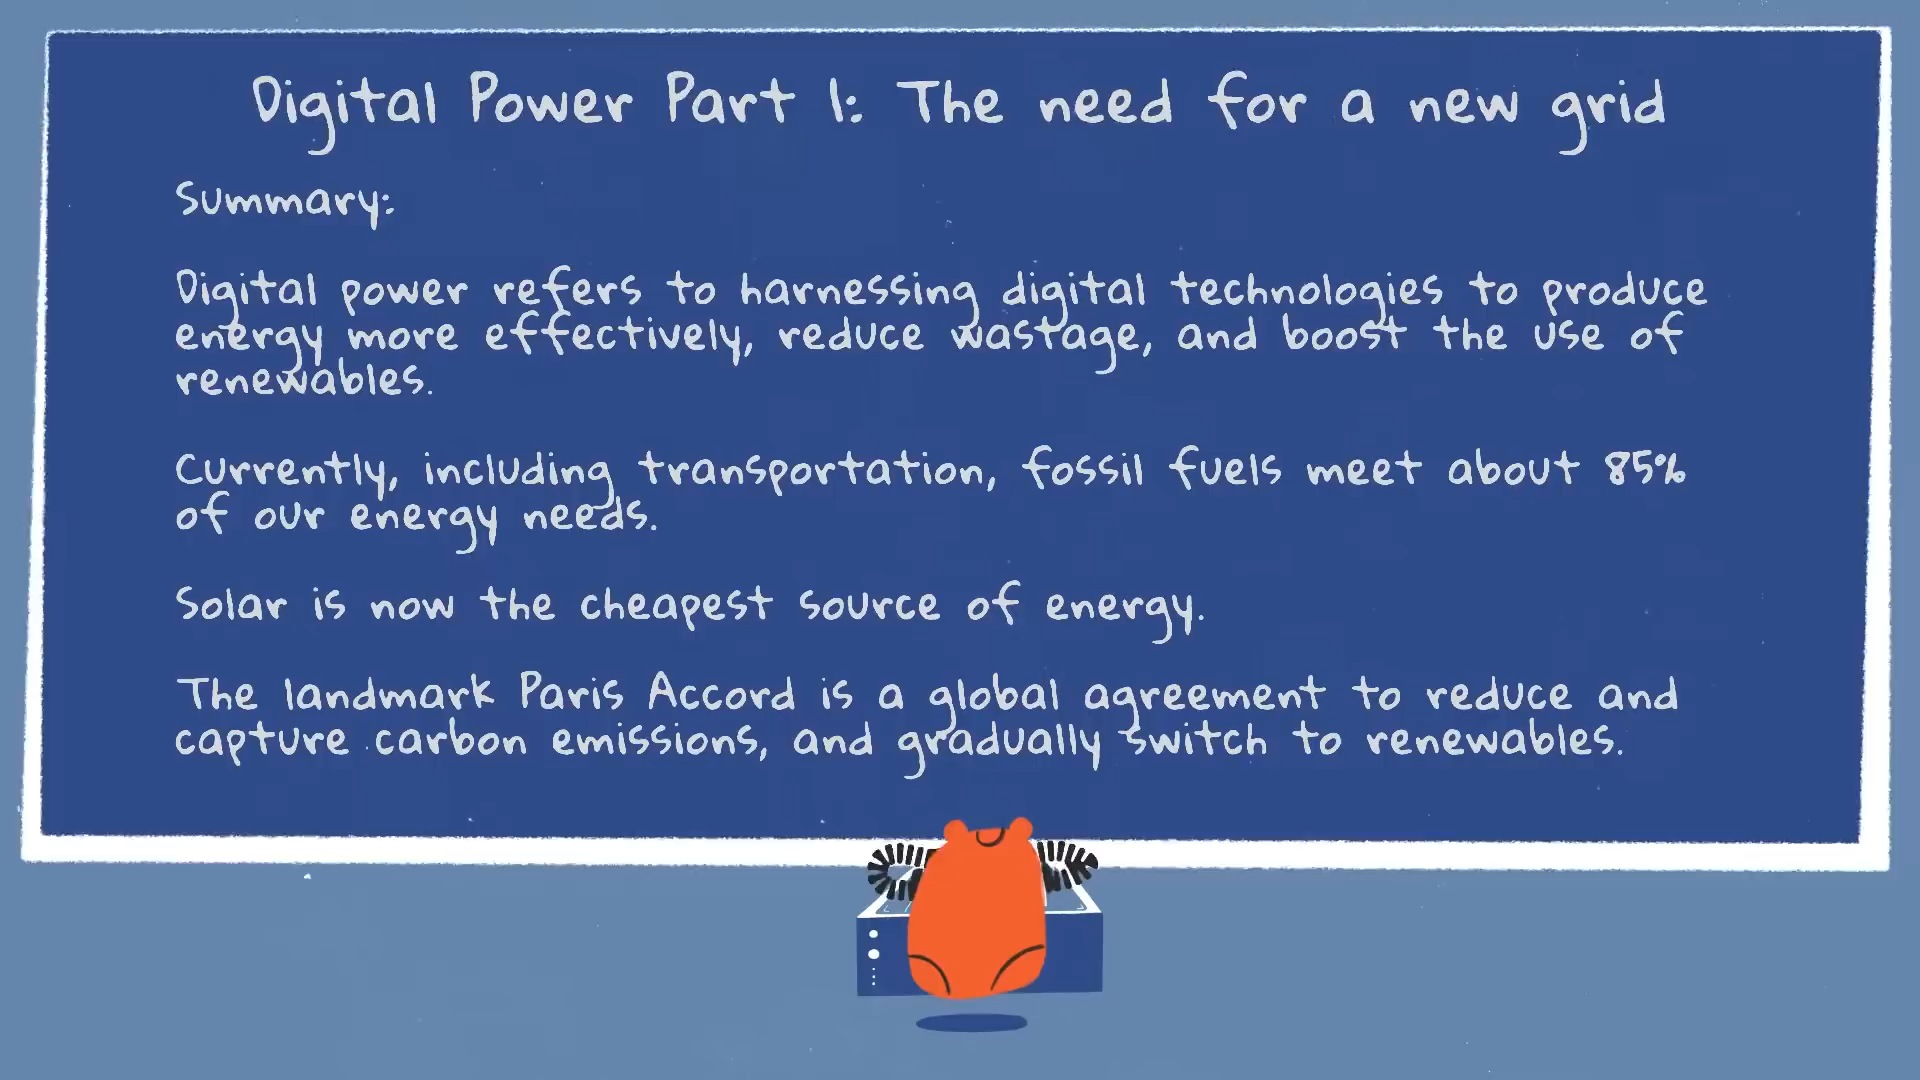 Digital Power Part 1: The need for a new grid
Summary:
Digital power refers to harnessing digital technologies to produce
energy more effectively, reduce wastage, and boost the use of
renewables.
Currently, including transportation, fossil fuels meet about 85%
of our energy needs.
Solar is now the cheapest source of energy.
The landmark Paris Accord is a global agreement to reduce and
capture carbon emissions, and gradually switch to renewables.